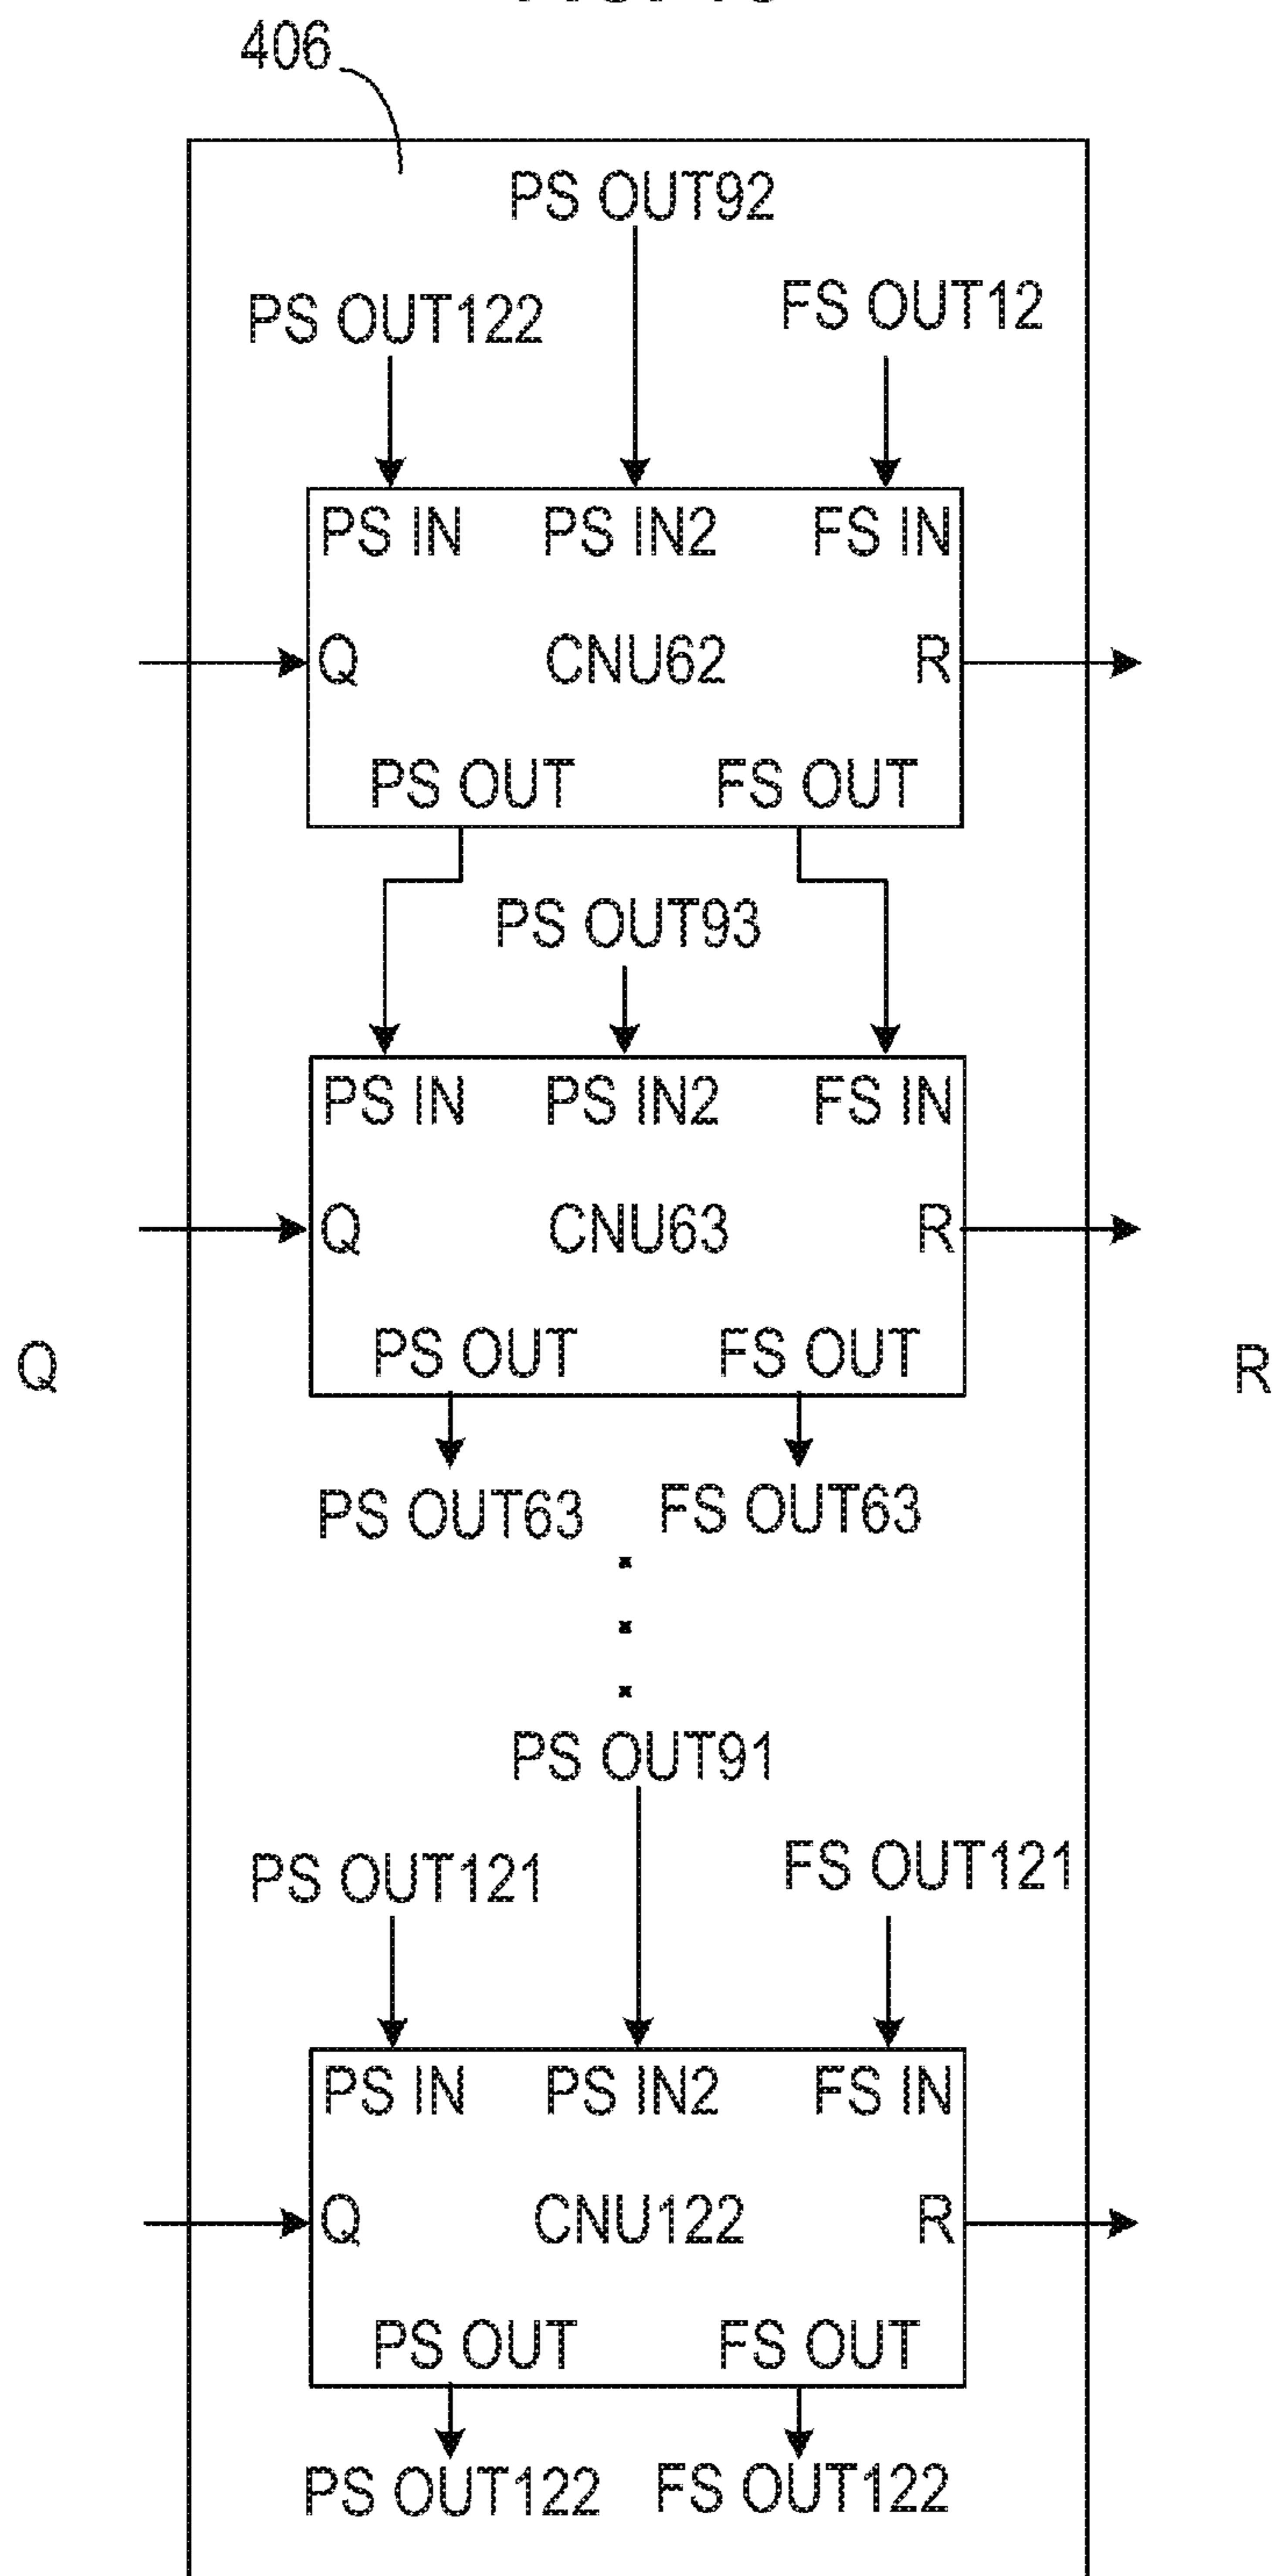 406
PS OUT92
PS OUT122
FS OUT12
PS IN PS IN2 FS IN
Q CNU62 R
PS OUT FS OUT
PS OUT93
PS IN PS IN2 FS IN
Q CNU63 R
PS OUT FS OUT
Q
R
PS OUT63 FS OUT63
PS OUT91
PS OUT121
FS OUT121
PS IN PS IN2 FS IN
Q CNU122 R
PS OUT FS OUT
PS OUT122 FS OUT122